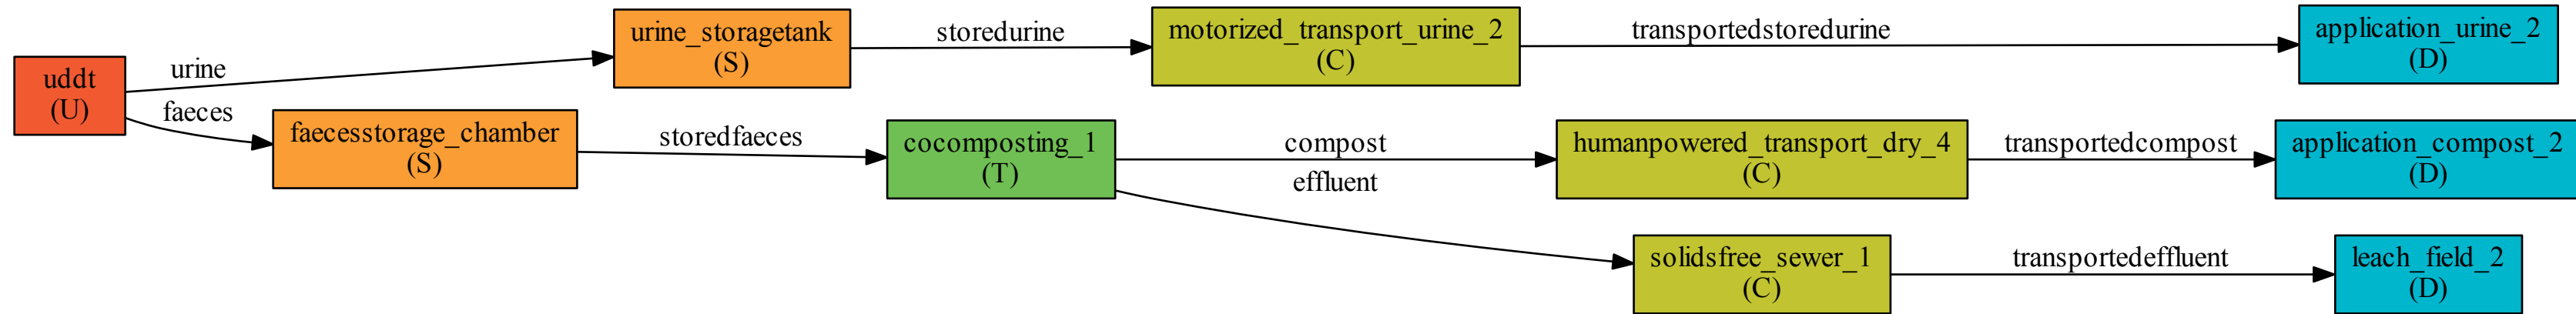 uddt
(U)
urine
faeces
urine_storagetank
(S)
storedurine
motorized_transport_urine_2
(C)
transportedstoredurine
application_urine_2
(D)
faecesstorage_chamber
(S)
storedfaeces
cocomposting_1
(T)
compost
effluent
humanpowered_transport_dry_4
(C)
transportedcompost
application_compost_2
(D)
solidsfree_sewer_1
(C)
transportedeffluent
leach_field_2
(D)